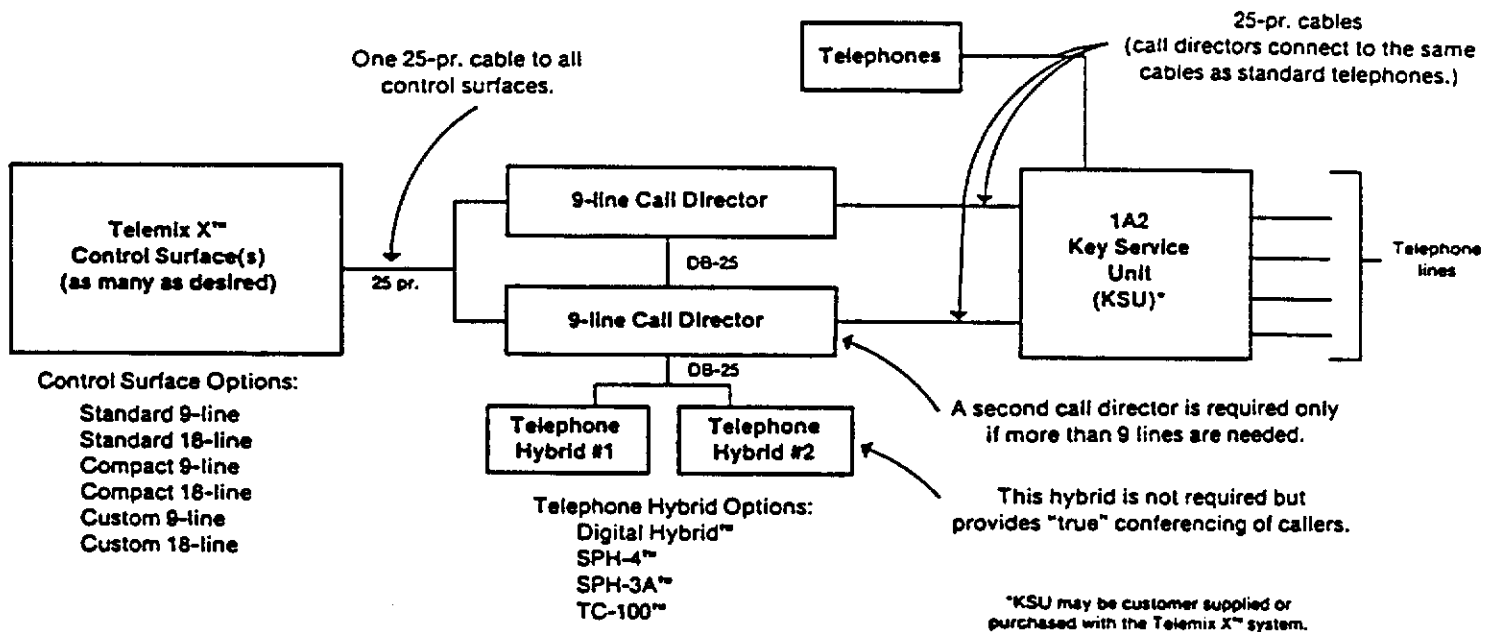 One 25-pr. cable to all
control surfaces.
Telephones
25-pr. cables
(call directors connect to the same
cables as standard telephones.)
Telemix X™
Control Surface(s)
(as many as desired)
25 pr.
9-line Call Director
DB-25
9-line Call Director
DB-25
1A2
Key Service
Unit
(KSU)*
Telephone
lines
Control Surface Options:
Standard 9-line
Standard 18-line
Compact 9-line
Compact 18-line
Custom 9-line
Custom 18-line
Telephone
Hybrid #1
Telephone
Hybrid #2
Telephone Hybrid Options:
Digital Hybrid™
SPH-4™
SPH-3A™
TC-100™
A second call director is required only
if more than 9 lines are needed.
This hybrid is not required but
provides "true" conferencing of callers.
*KSU may be customer supplied or
purchased with the Telemix X™ system.